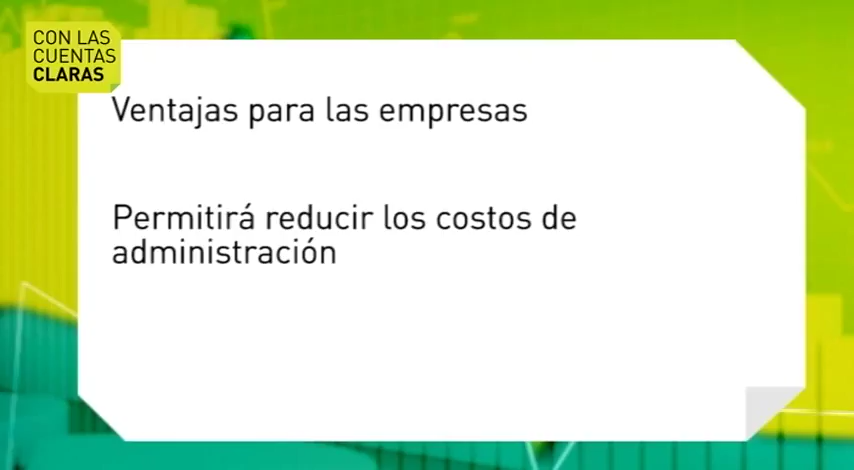 CON LAS
CUENTAS
CLARAS
Ventajas para las empresas
Permitirá reducir los costos de
administración